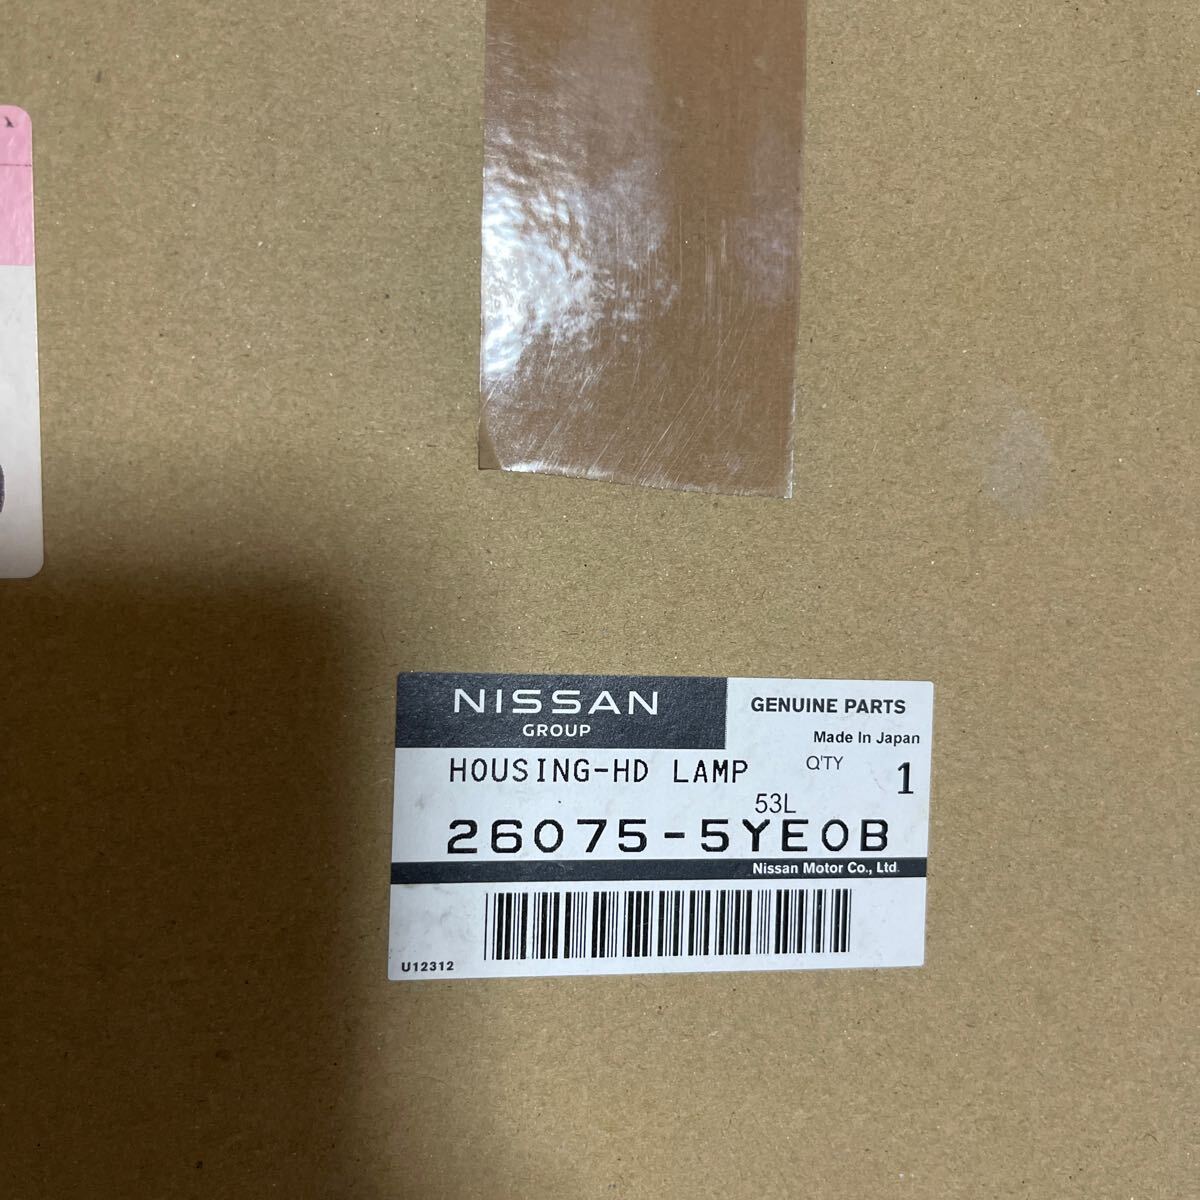 NISSAN
GROUP
GENUINE PARTS
Made In Japan
HOUSING-HD LAMP
Q'TY
1
53L
26075-5YE0B
Nissan Motor Co., Ltd.
U12312